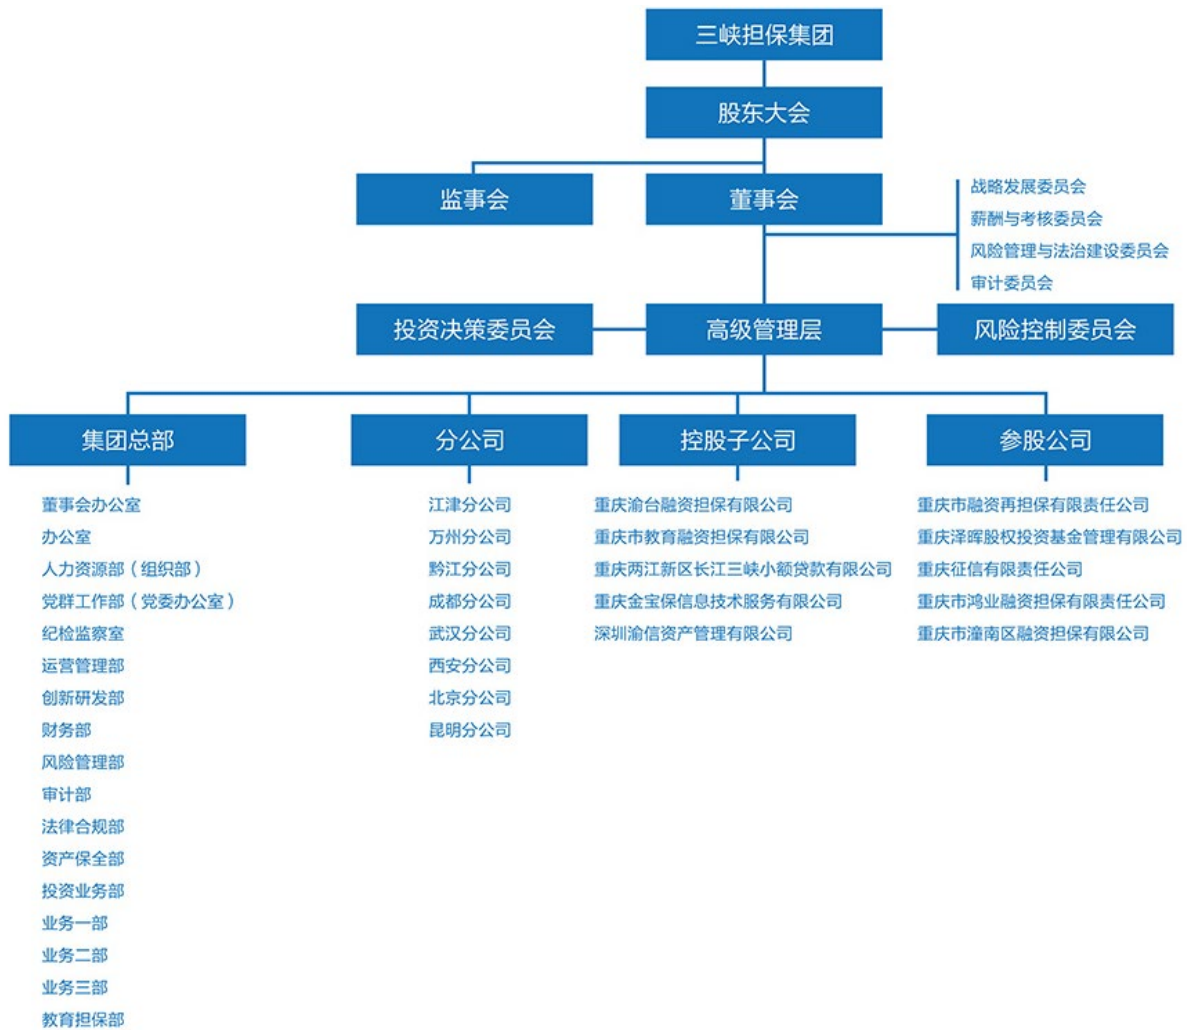 三峡担保集团
股东大会
监事会
董事会
战略发展委员会
薪酬与考核委员会
风险管理与法治建设委员会
审计委员会
投资决策委员会
高级管理层
风险控制委员会
集团总部
董事会办公室
办公室
人力资源部（组织部）
党群工作部（党委办公室）
纪检监察室
运营管理部
创新研发部
财务部
风险管理部
审计部
法律合规部
资产保全部
投资业务部
业务一部
业务二部
业务三部
教育担保部
分公司
江津分公司
万州分公司
黔江分公司
成都分公司
武汉分公司
西安分公司
北京分公司
昆明分公司
控股子公司
重庆渝台融资担保有限公司
重庆市教育融资担保有限公司
重庆两江新区长江三峡小额贷款有限公司
重庆金宝保信息技术服务有限公司
深圳渝信资产管理有限公司
参股公司
重庆市融资再担保有限责任公司
重庆泽晖股权投资基金管理有限公司
重庆征信有限责任公司
重庆市鸿业融资担保有限责任公司
重庆市潼南区融资担保有限公司